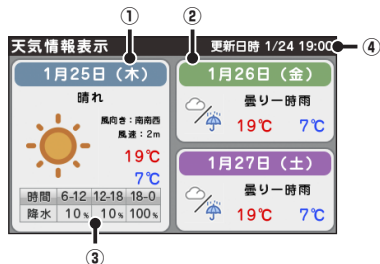 ① ②
天気情報表示 更新日時 1/24 19:00 ④
1月25日（木）
晴れ
風向き：南南西
風速：2m
19℃
7℃
時間 6-12 12-18 18-0
降水 10% 10% 100%
③
1月26日（金）
曇り一時雨
19℃ 7℃
1月27日（土）
曇り一時雨
19℃ 7℃